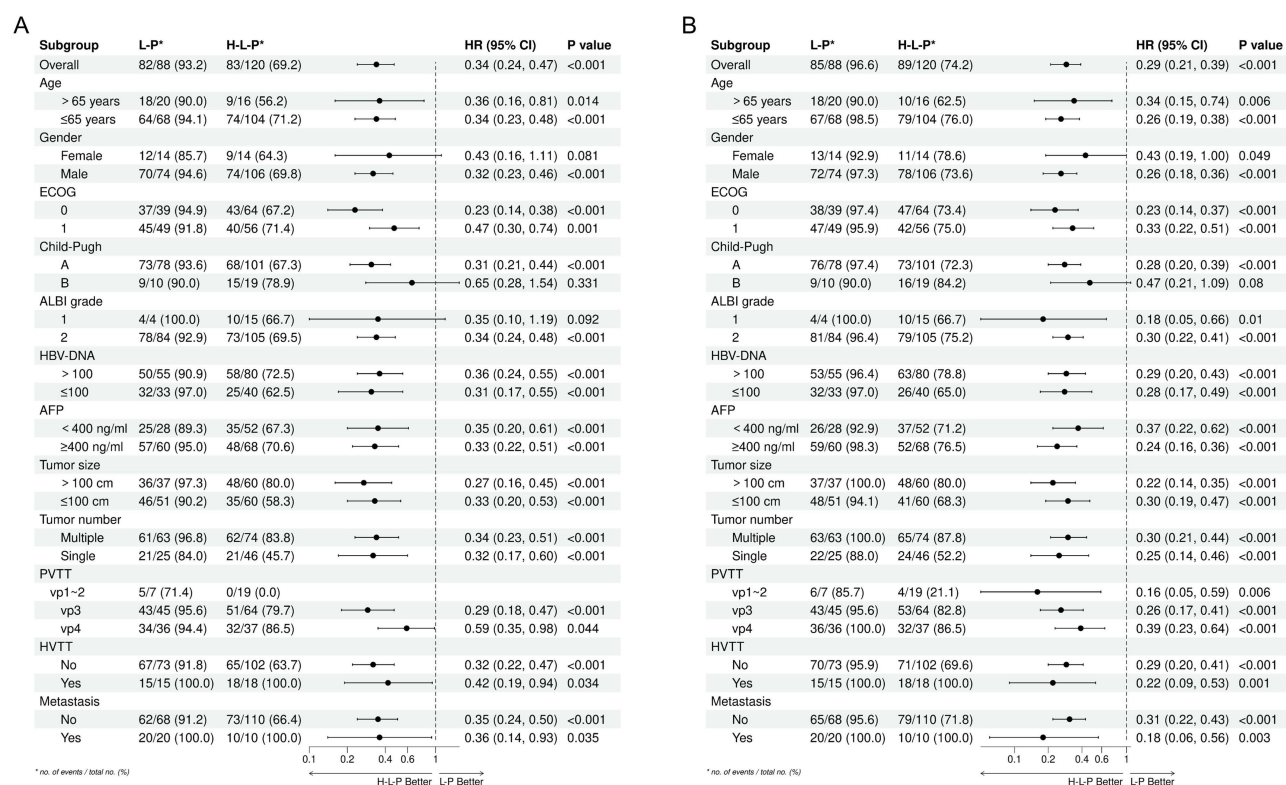 A
Subgroup L-P* H-L-P* HR (95% CI) P value
Overall 82/88 (93.2) 83/120 (69.2) 0.34 (0.24, 0.47) <0.001
Age
> 65 years 18/20 (90.0) 9/16 (56.2) 0.36 (0.16, 0.81) 0.014
≤65 years 64/68 (94.1) 74/104 (71.2) 0.34 (0.23, 0.48) <0.001
Gender
Female 12/14 (85.7) 9/14 (64.3) 0.43 (0.16, 1.11) 0.081
Male 70/74 (94.6) 74/106 (69.8) 0.32 (0.23, 0.46) <0.001
ECOG
0 37/39 (94.9) 43/64 (67.2) 0.23 (0.14, 0.38) <0.001
1 45/49 (91.8) 40/56 (71.4) 0.47 (0.30, 0.74) 0.001
Child-Pugh
A 73/78 (93.6) 68/101 (67.3) 0.31 (0.21, 0.44) <0.001
B 9/10 (90.0) 15/19 (78.9) 0.65 (0.28, 1.54) 0.331
ALBI grade
1 4/4 (100.0) 10/15 (66.7) 0.35 (0.10, 1.19) 0.092
2 78/84 (92.9) 73/105 (69.5) 0.34 (0.24, 0.48) <0.001
HBV-DNA
> 100 50/55 (90.9) 58/80 (72.5) 0.36 (0.24, 0.55) <0.001
≤100 32/33 (97.0) 25/40 (62.5) 0.31 (0.17, 0.55) <0.001
AFP
< 400 ng/ml 25/28 (89.3) 35/52 (67.3) 0.35 (0.20, 0.61) <0.001
≥400 ng/ml 57/60 (95.0) 48/68 (70.6) 0.33 (0.22, 0.51) <0.001
Tumor size
> 100 cm 36/37 (97.3) 48/60 (80.0) 0.27 (0.16, 0.45) <0.001
≤100 cm 46/51 (90.2) 35/60 (58.3) 0.33 (0.20, 0.53) <0.001
Tumor number
Multiple 61/63 (96.8) 62/74 (83.8) 0.34 (0.23, 0.51) <0.001
Single 21/25 (84.0) 21/46 (45.7) 0.32 (0.17, 0.60) <0.001
PVTT
vp1~2 5/7 (71.4) 0/19 (0.0)
vp3 43/45 (95.6) 51/64 (79.7) 0.29 (0.18, 0.47) <0.001
vp4 34/36 (94.4) 32/37 (86.5) 0.59 (0.35, 0.98) 0.044
HVTT
No 67/73 (91.8) 65/102 (63.7) 0.32 (0.22, 0.47) <0.001
Yes 15/15 (100.0) 18/18 (100.0) 0.42 (0.19, 0.94) 0.034
Metastasis
No 62/68 (91.2) 73/110 (66.4) 0.35 (0.24, 0.50) <0.001
Yes 20/20 (100.0) 10/10 (100.0) 0.36 (0.14, 0.93) 0.035
0.1 0.2 0.4 0.6 1
* no. of events / total no. (%)
H-L-P Better L-P Better
B
Subgroup L-P* H-L-P* HR (95% CI) P value
Overall 85/88 (96.6) 89/120 (74.2) 0.29 (0.21, 0.39) <0.001
Age
> 65 years 18/20 (90.0) 10/16 (62.5) 0.34 (0.15, 0.74) 0.006
≤65 years 67/68 (98.5) 79/104 (76.0) 0.26 (0.19, 0.38) <0.001
Gender
Female 13/14 (92.9) 11/14 (78.6) 0.43 (0.19, 1.00) 0.049
Male 72/74 (97.3) 78/106 (73.6) 0.26 (0.18, 0.36) <0.001
ECOG
0 38/39 (97.4) 47/64 (73.4) 0.23 (0.14, 0.37) <0.001
1 47/49 (95.9) 42/56 (75.0) 0.33 (0.22, 0.51) <0.001
Child-Pugh
A 76/78 (97.4) 73/101 (72.3) 0.28 (0.20, 0.39) <0.001
B 9/10 (90.0) 16/19 (84.2) 0.47 (0.21, 1.09) 0.08
ALBI grade
1 4/4 (100.0) 10/15 (66.7) 0.18 (0.05, 0.66) 0.01
2 81/84 (96.4) 79/105 (75.2) 0.30 (0.22, 0.41) <0.001
HBV-DNA
> 100 53/55 (96.4) 63/80 (78.8) 0.29 (0.20, 0.43) <0.001
≤100 32/33 (97.0) 26/40 (65.0) 0.28 (0.17, 0.49) <0.001
AFP
< 400 ng/ml 26/28 (92.9) 37/52 (71.2) 0.37 (0.22, 0.62) <0.001
≥400 ng/ml 59/60 (98.3) 52/68 (76.5) 0.24 (0.16, 0.36) <0.001
Tumor size
> 100 cm 37/37 (100.0) 48/60 (80.0) 0.22 (0.14, 0.35) <0.001
≤100 cm 48/51 (94.1) 41/60 (68.3) 0.30 (0.19, 0.47) <0.001
Tumor number
Multiple 63/63 (100.0) 65/74 (87.8) 0.30 (0.21, 0.44) <0.001
Single 22/25 (88.0) 24/46 (52.2) 0.25 (0.14, 0.46) <0.001
PVTT
vp1~2 6/7 (85.7) 4/19 (21.1) 0.16 (0.05, 0.59) 0.006
vp3 43/45 (95.6) 53/64 (82.8) 0.26 (0.17, 0.41) <0.001
vp4 36/36 (100.0) 32/37 (86.5) 0.39 (0.23, 0.64) <0.001
HVTT
No 70/73 (95.9) 71/102 (69.6) 0.29 (0.20, 0.41) <0.001
Yes 15/15 (100.0) 18/18 (100.0) 0.22 (0.09, 0.53) 0.001
Metastasis
No 65/68 (95.6) 79/110 (71.8) 0.31 (0.22, 0.43) <0.001
Yes 20/20 (100.0) 10/10 (100.0) 0.18 (0.06, 0.56) 0.003
0.1 0.2 0.4 0.6 1
* no. of events / total no. (%)
H-L-P Better L-P Better